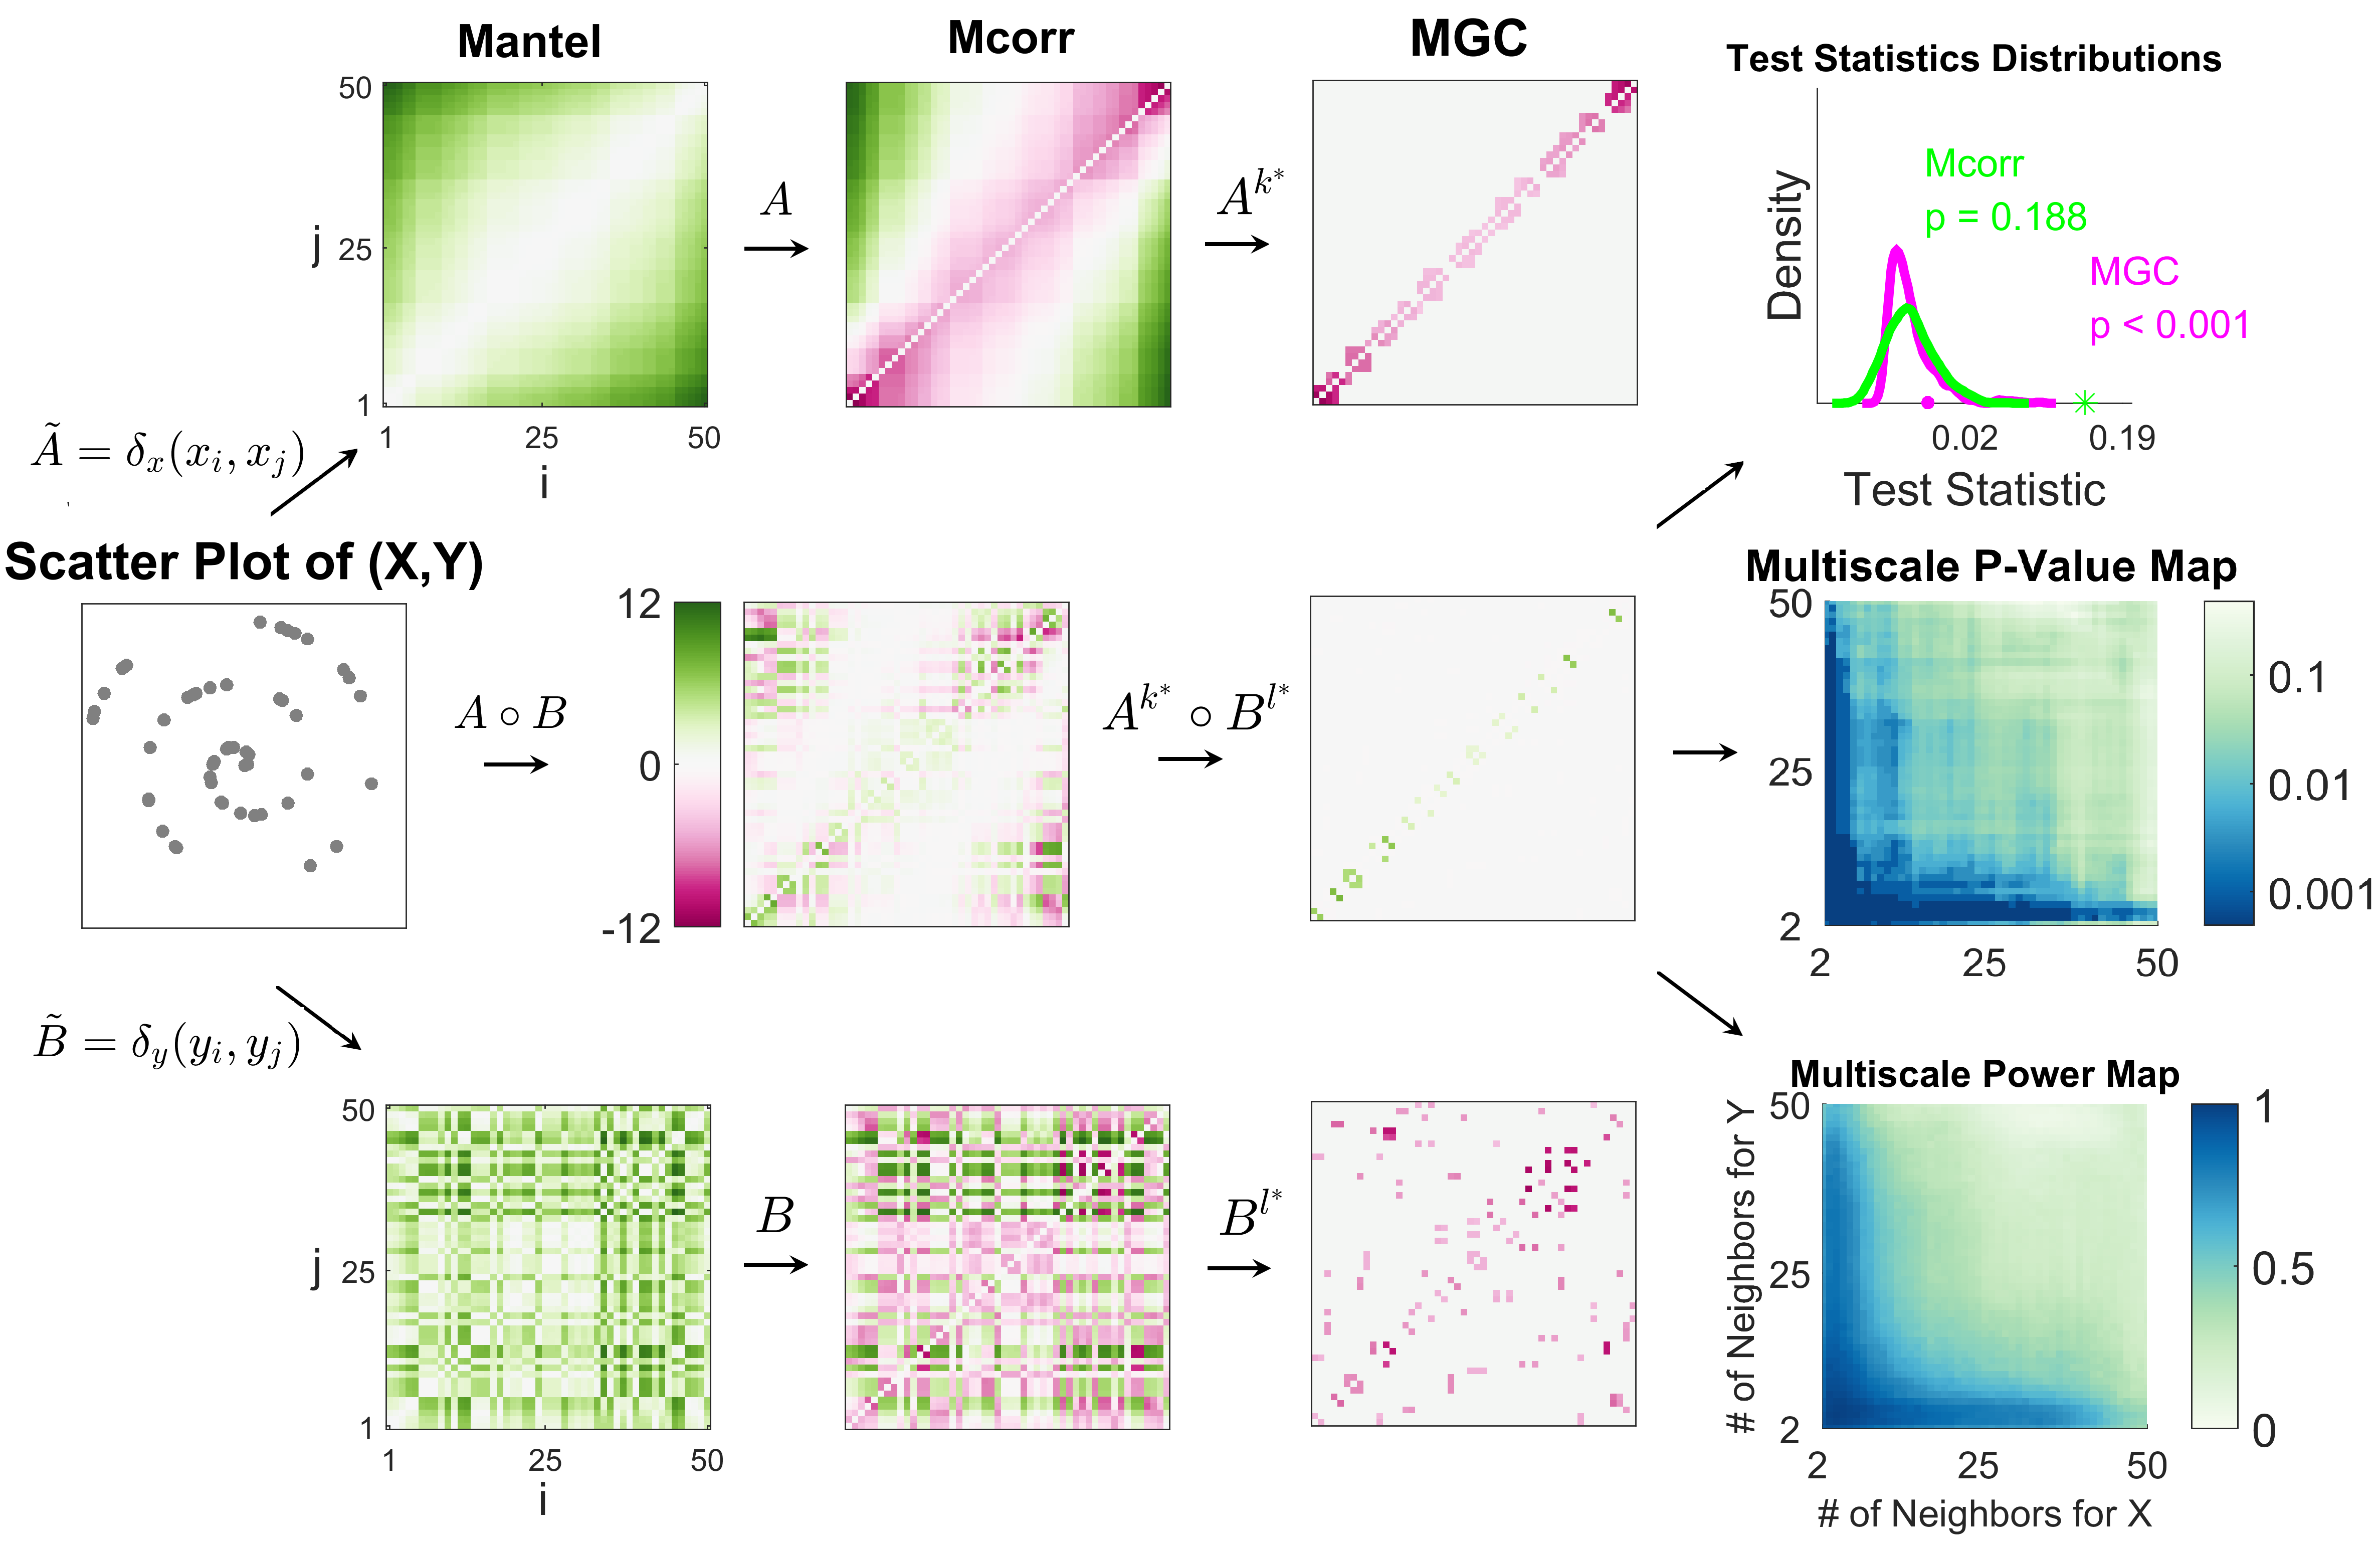 Mantel
Mcorr
MGC
Test Statistics Distributions
50
j
25
1
1
25
50
i
A
A^{k*}
Density
Mcorr
p = 0.188
MGC
p < 0.001
0.02
0.19
Test Statistic
Ã = δ_x(x_i, x_j)
Scatter Plot of (X,Y)
A ∘ B
12
0
-12
A^{k*} ∘ B^{l*}
Multiscale P-Value Map
50
25
2
2
25
50
0.1
0.01
0.001
B̃ = δ_y(y_i, y_j)
50
j
25
1
1
25
50
i
B
B^{l*}
Multiscale Power Map
# of Neighbors for Y
50
25
2
2
25
50
# of Neighbors for X
1
0.5
0